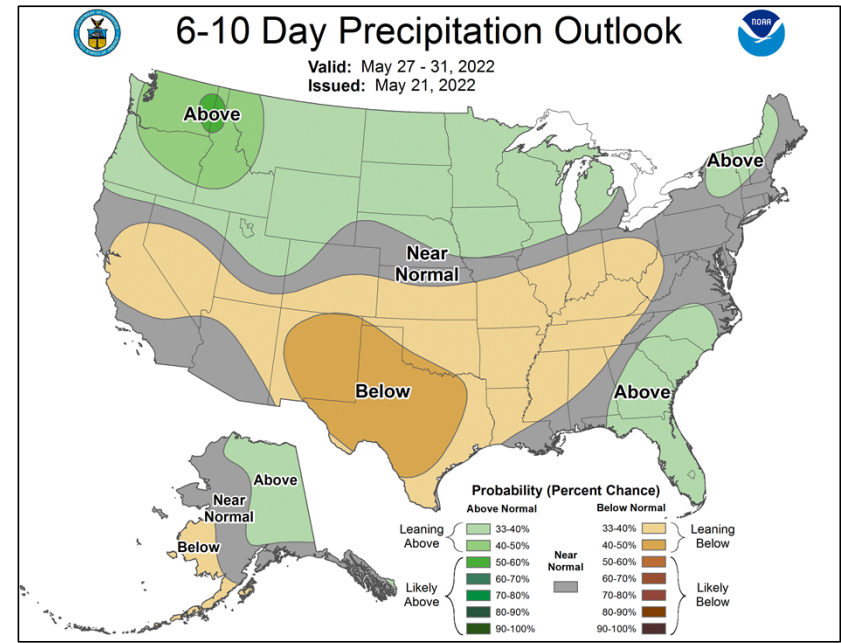 6-10 Day Precipitation Outlook
NOAA
Valid: May 27 - 31, 2022
Issued: May 21, 2022
Above
Above
Near
Normal
Below
Above
Above
Near
Normal
Below
Probability (Percent Chance)
Above Normal
Below Normal
Leaning
Above
33-40%
40-50%
Likely
Above
50-60%
60-70%
70-80%
80-90%
90-100%
Near
Normal
33-40%
40-50%
Leaning
Below
50-60%
60-70%
70-80%
80-90%
90-100%
Likely
Below